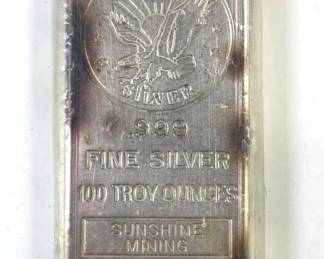 SILVER
.999
FINE SILVER
100 TROY OUNCES
SUNSHINE
MINING